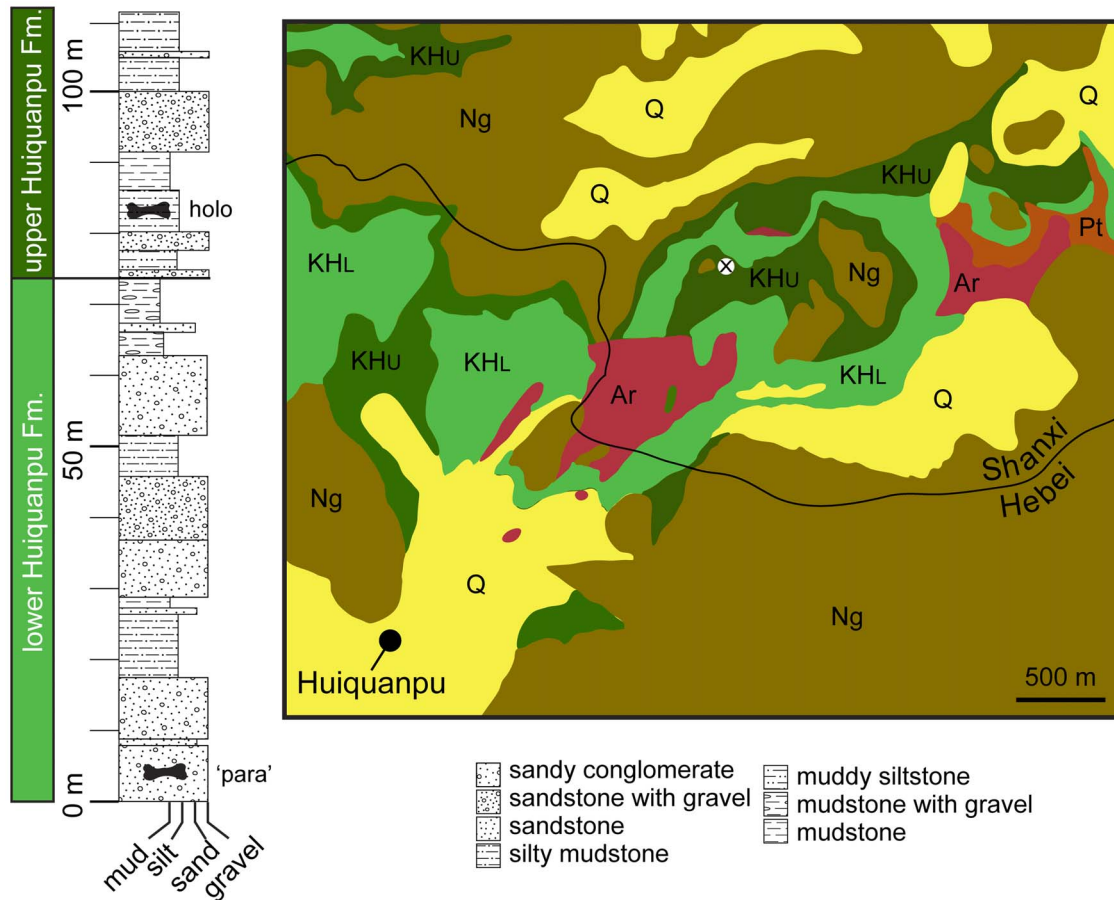 upper Huiquanpu Fm.
lower Huiquanpu Fm.
100 m
50 m
0 m
holo
'para'
mud
silt
sand
gravel
KHU
Ng
Q
Q
Q
KHU
Pt
KHL
KHU
Ng
Ar
KHU
KHL
KHL
Ar
Q
Shanxi
Hebei
Ng
Q
Ng
Huiquanpu
500 m
sandy conglomerate
sandstone with gravel
sandstone
silty mudstone
muddy siltstone
mudstone with gravel
mudstone